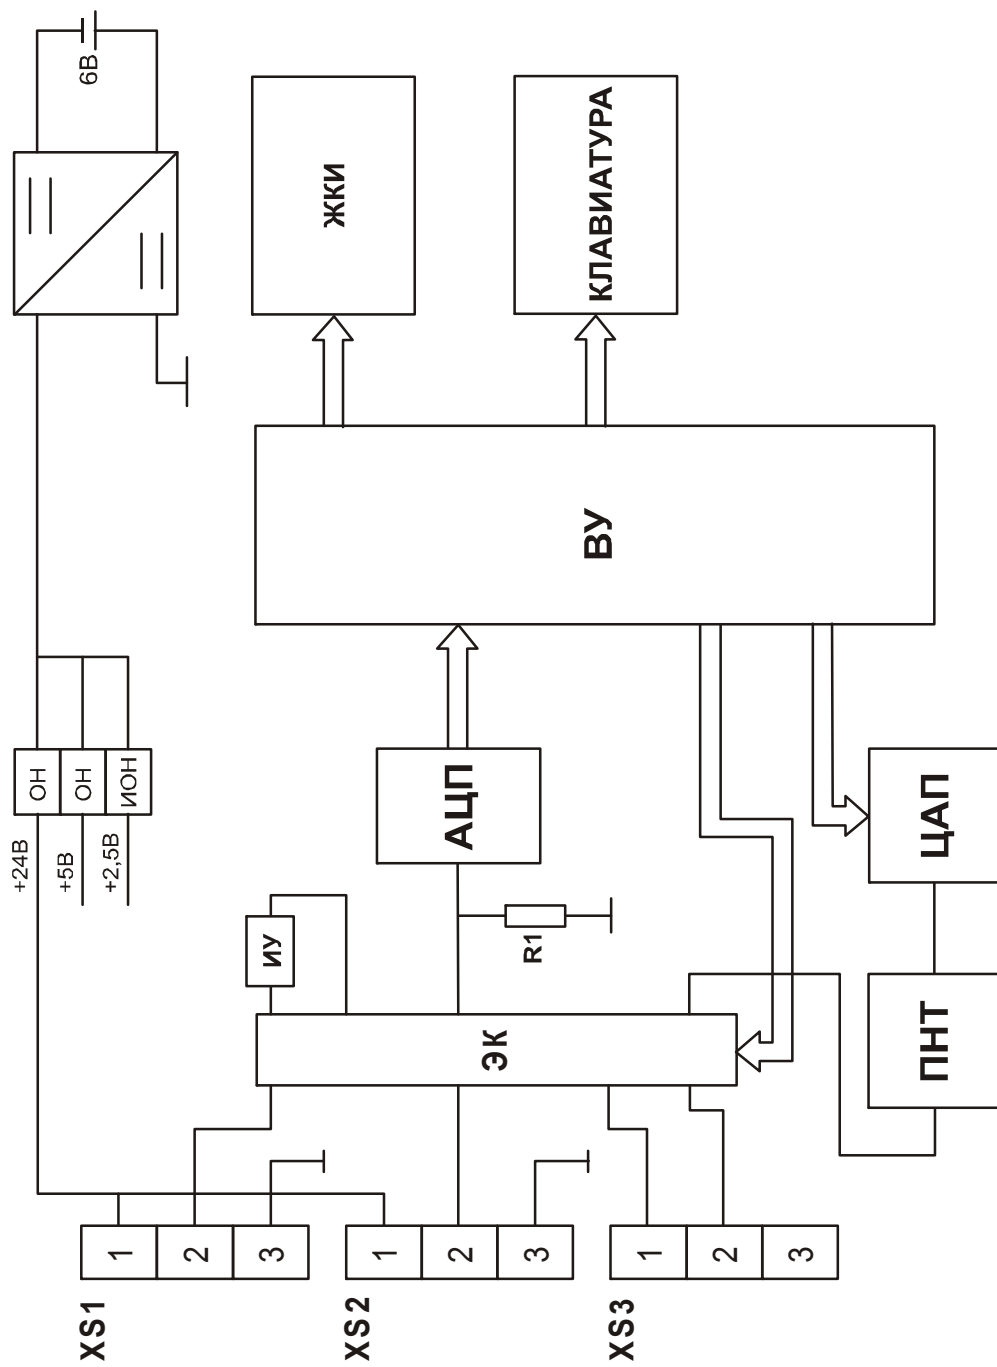 6В
ЖКИ
КЛАВИАТУРА
ВУ
ОН
ОН
ИОН
+24В
+5В
+2,5В
АЦП
ЦАП
ИУ
R1
ЭК
ПНТ
XS1
1
2
3
XS2
1
2
3
XS3
1
2
3